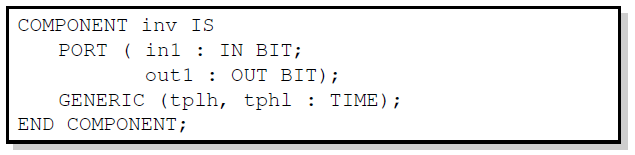 COMPONENT inv IS
PORT ( in1 : IN BIT;
out1 : OUT BIT);
GENERIC (tplh, tphl : TIME);
END COMPONENT;